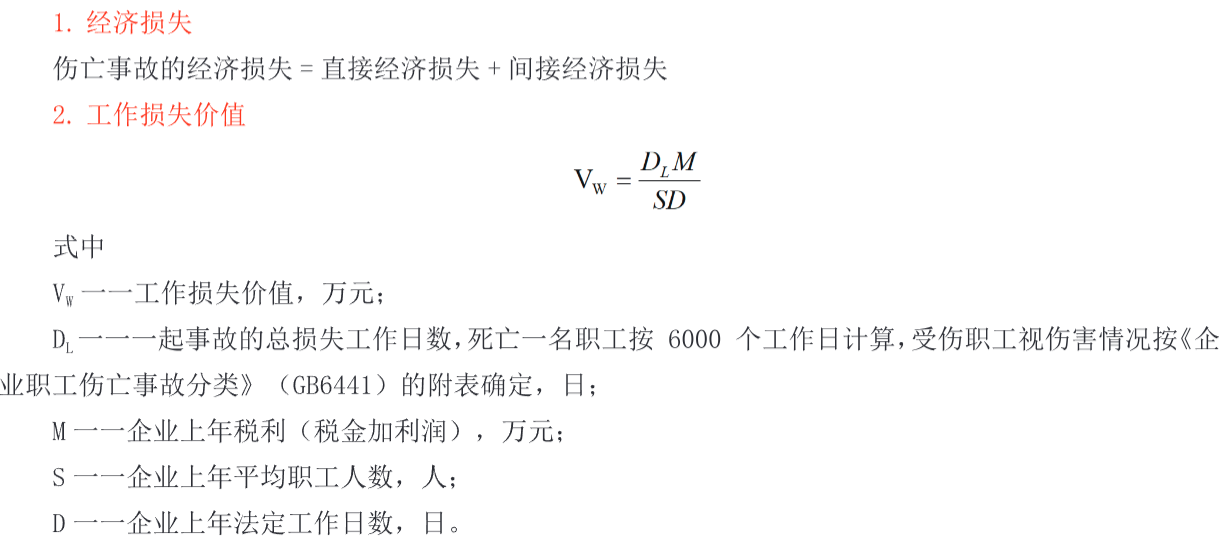 1. 经济损失
伤亡事故的经济损失 = 直接经济损失 + 间接经济损失
2. 工作损失价值
V_W = \frac{D_L M}{SD}
式中
V_W 一一工作损失价值，万元；
D_L 一一一起事故的总损失工作日数，死亡一名职工按 6000 个工作日计算，受伤职工视伤害情况按《企
业职工伤亡事故分类》（GB6441）的附表确定，日；
M 一一企业上年税利（税金加利润），万元；
S 一一企业上年平均职工人数，人；
D 一一企业上年法定工作日数，日。